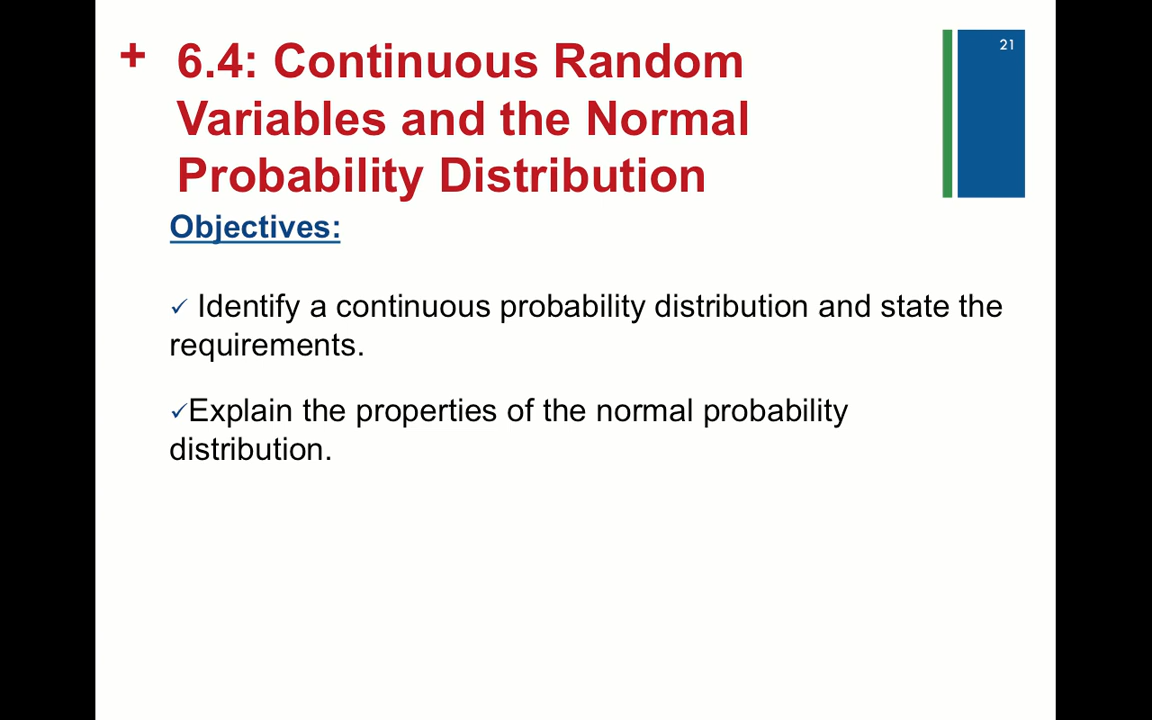 21
+ 6.4: Continuous Random
Variables and the Normal
Probability Distribution
Objectives:
✓ Identify a continuous probability distribution and state the
requirements.
✓Explain the properties of the normal probability
distribution.